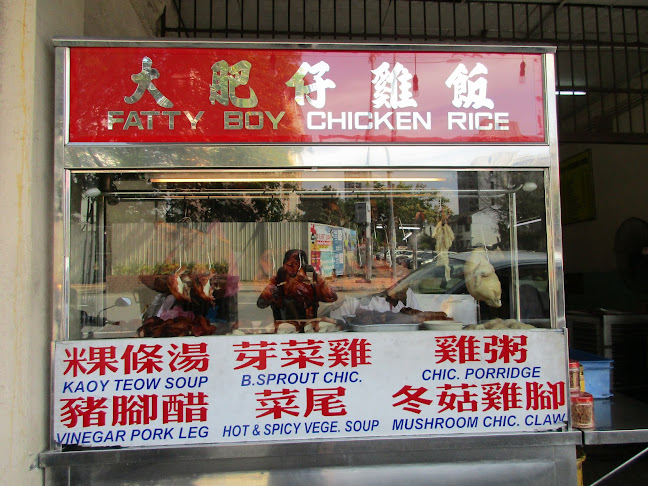 大肥仔雞飯
FATTY BOY CHICKEN RICE
粿條湯 芽菜雞 雞粥
KAOY TEOW SOUP B.SPROUT CHIC. CHIC. PORRIDGE
豬腳醋 菜尾 冬菇雞腳
VINEGAR PORK LEG HOT & SPICY VEGE. SOUP MUSHROOM CHIC. CLAW